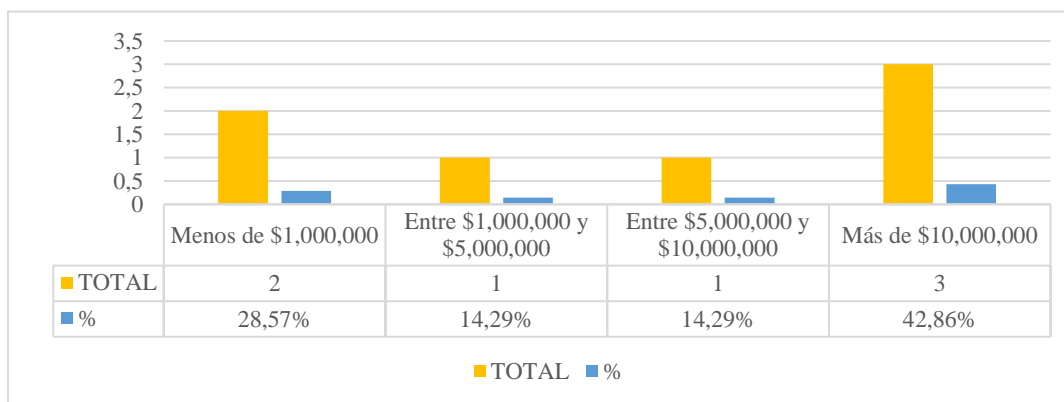 3,5
3
2,5
2
1,5
1
0,5
0
Menos de $1,000,000
Entre $1,000,000 y
$5,000,000
Entre $5,000,000 y
$10,000,000
Más de $10,000,000
TOTAL 2 1 1 3
% 28,57% 14,29% 14,29% 42,86%
TOTAL %